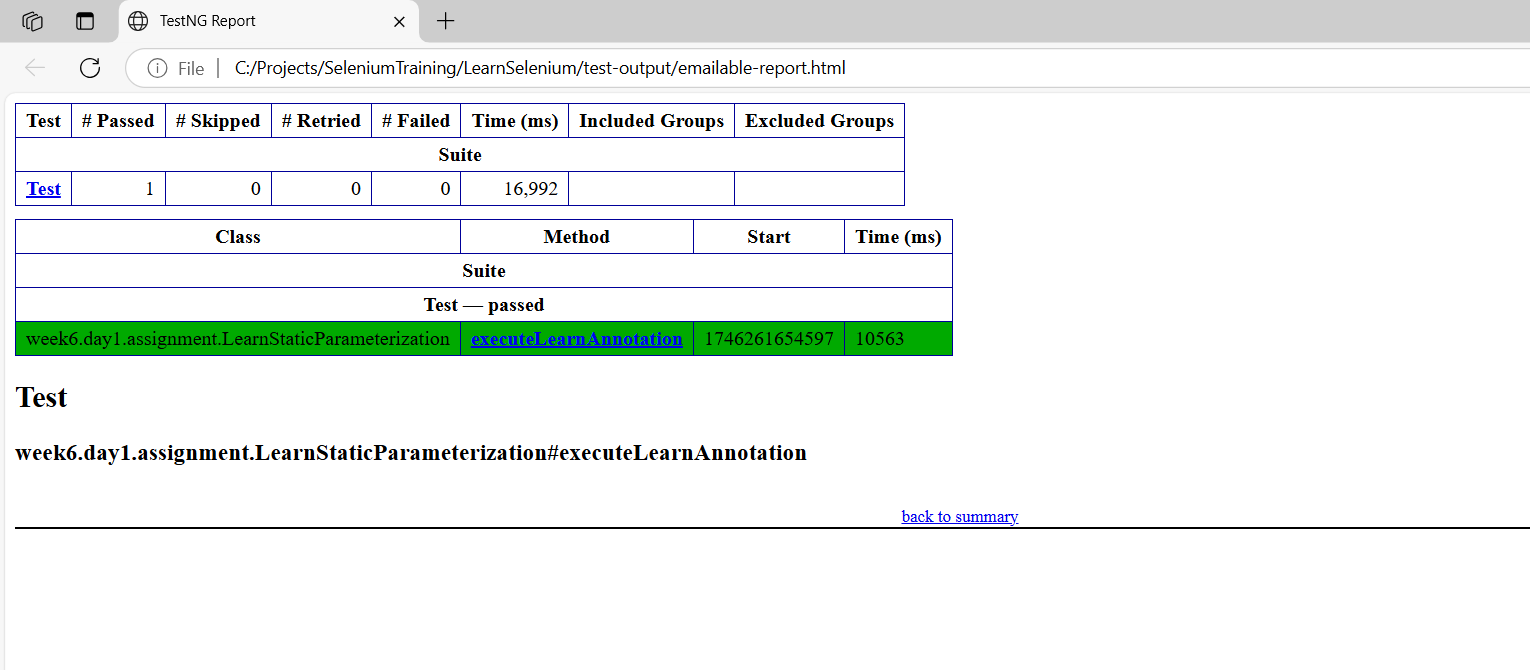 TestNG Report
File | C:/Projects/SeleniumTraining/LearnSelenium/test-output/emailable-report.html
Test # Passed # Skipped # Retried # Failed Time (ms) Included Groups Excluded Groups
Suite
Test 1 0 0 0 16,992
Class Method Start Time (ms)
Suite
Test — passed
week6.day1.assignment.LearnStaticParameterization executeLearnAnnotation 1746261654597 10563
Test
week6.day1.assignment.LearnStaticParameterization#executeLearnAnnotation
back to summary